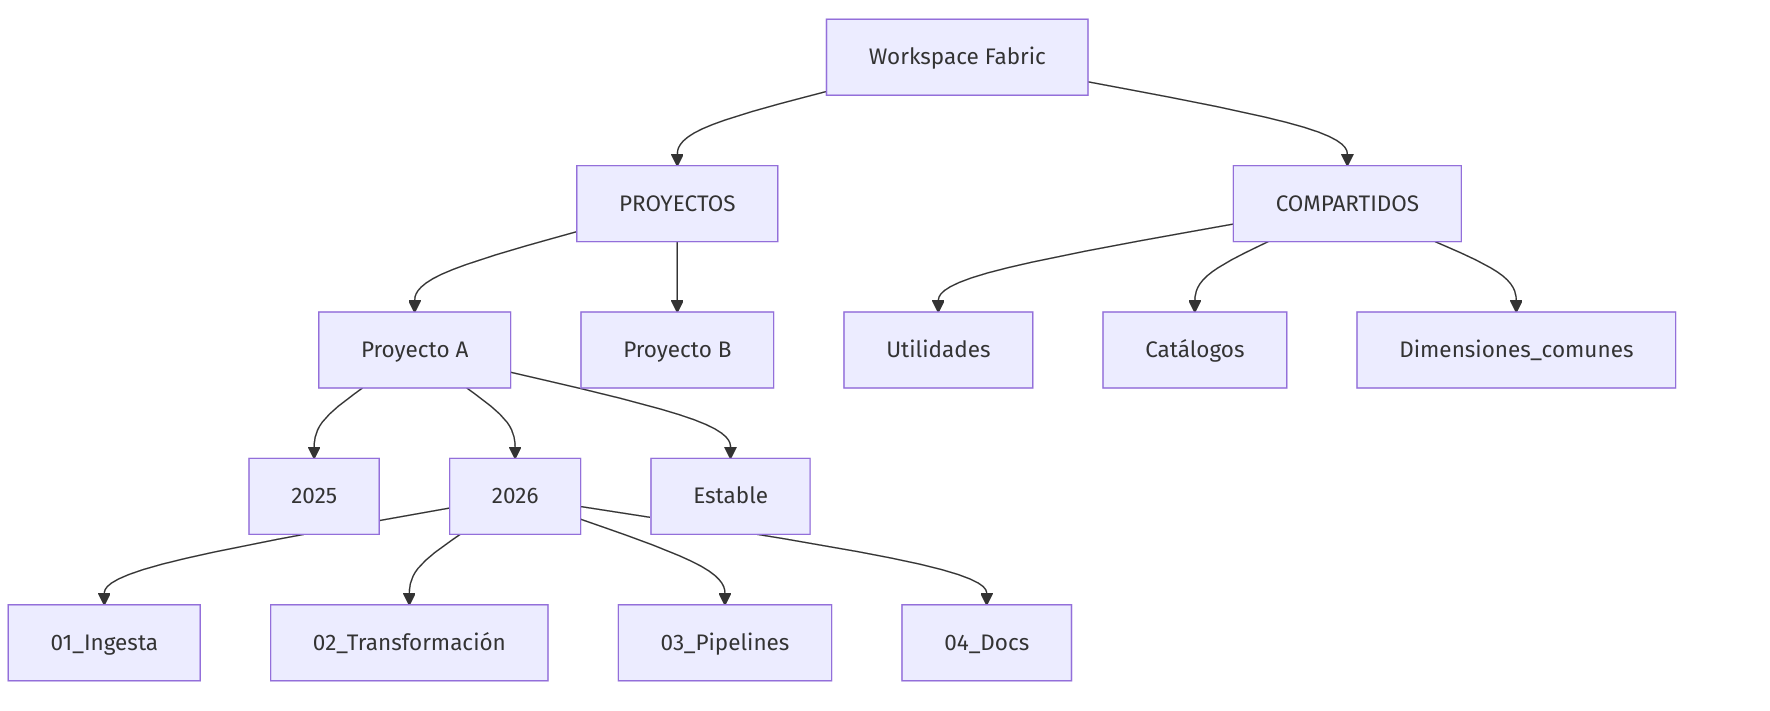 Workspace Fabric
PROYECTOS
COMPARTIDOS
Proyecto A
Proyecto B
Utilidades
Catálogos
Dimensiones_comunes
2025
2026
Estable
01_Ingesta
02_Transformación
03_Pipelines
04_Docs